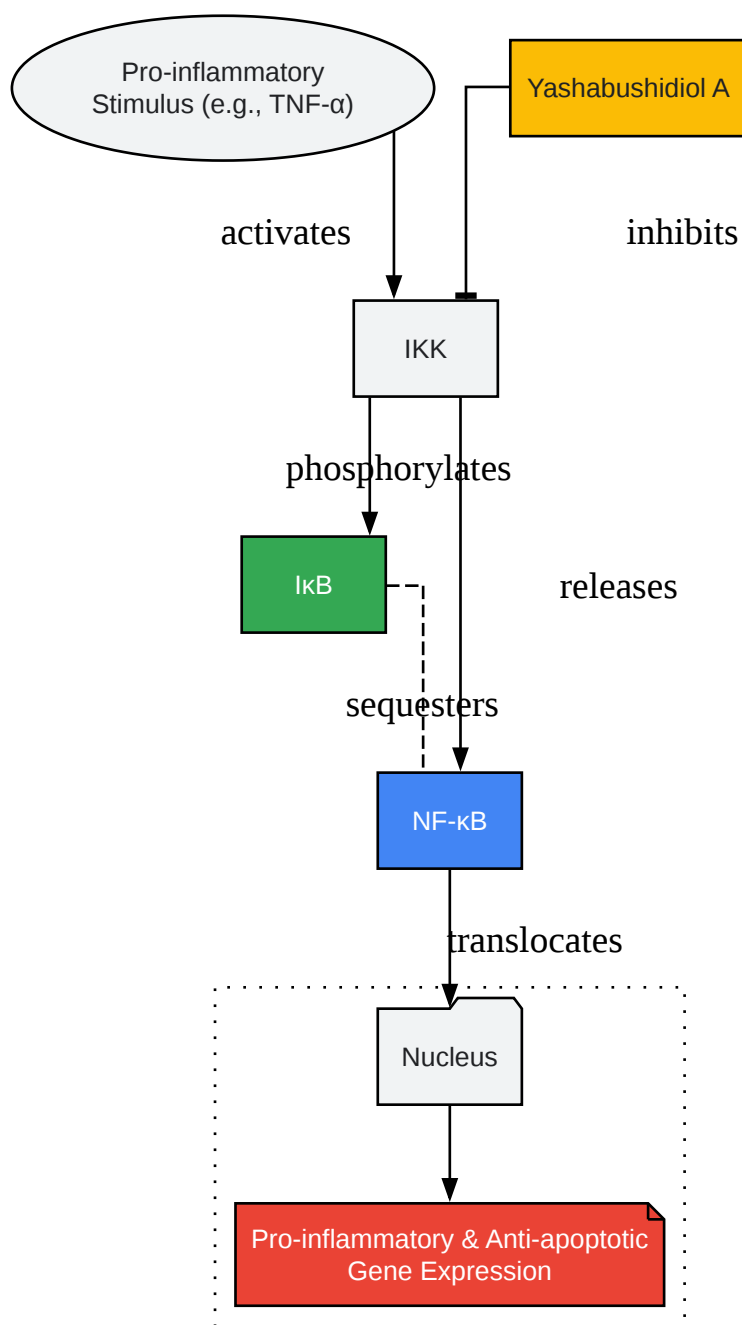 Pro-inflammatory
Stimulus (e.g., TNF-α)
Yashabushidiol A
activates
inhibits
IKK
phosphorylates
IκB
releases
sequesters
NF-κB
translocates
Nucleus
Pro-inflammatory & Anti-apoptotic
Gene Expression